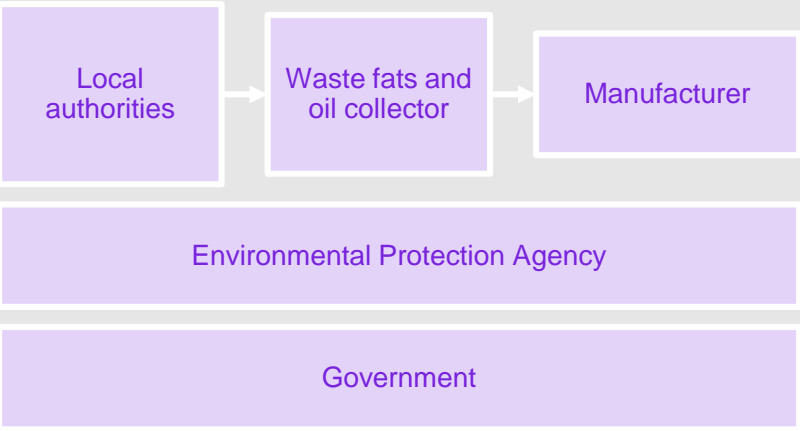 Local
authorities
Waste fats and
oil collector
Manufacturer
Environmental Protection Agency
Government